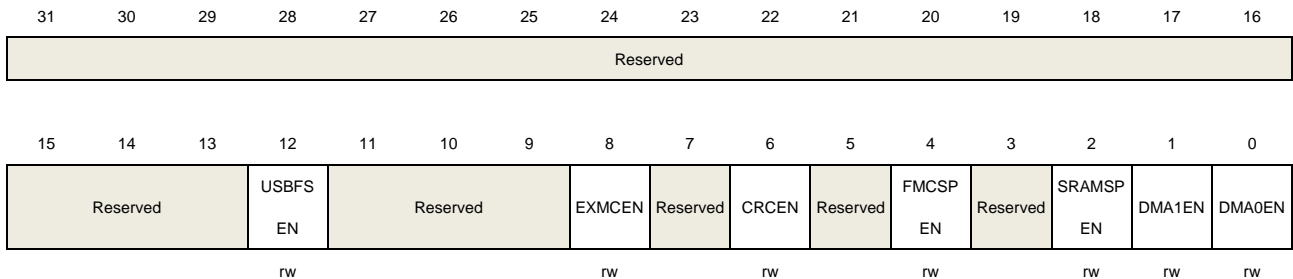 31 30 29 28 27 26 25 24 23 22 21 20 19 18 17 16
Reserved
15 14 13 12 11 10 9 8 7 6 5 4 3 2 1 0
Reserved USBFS EN Reserved EXMCEN Reserved CRCEN Reserved FMCSP EN Reserved SRAMSP EN DMA1EN DMA0EN
rw rw rw rw rw rw rw